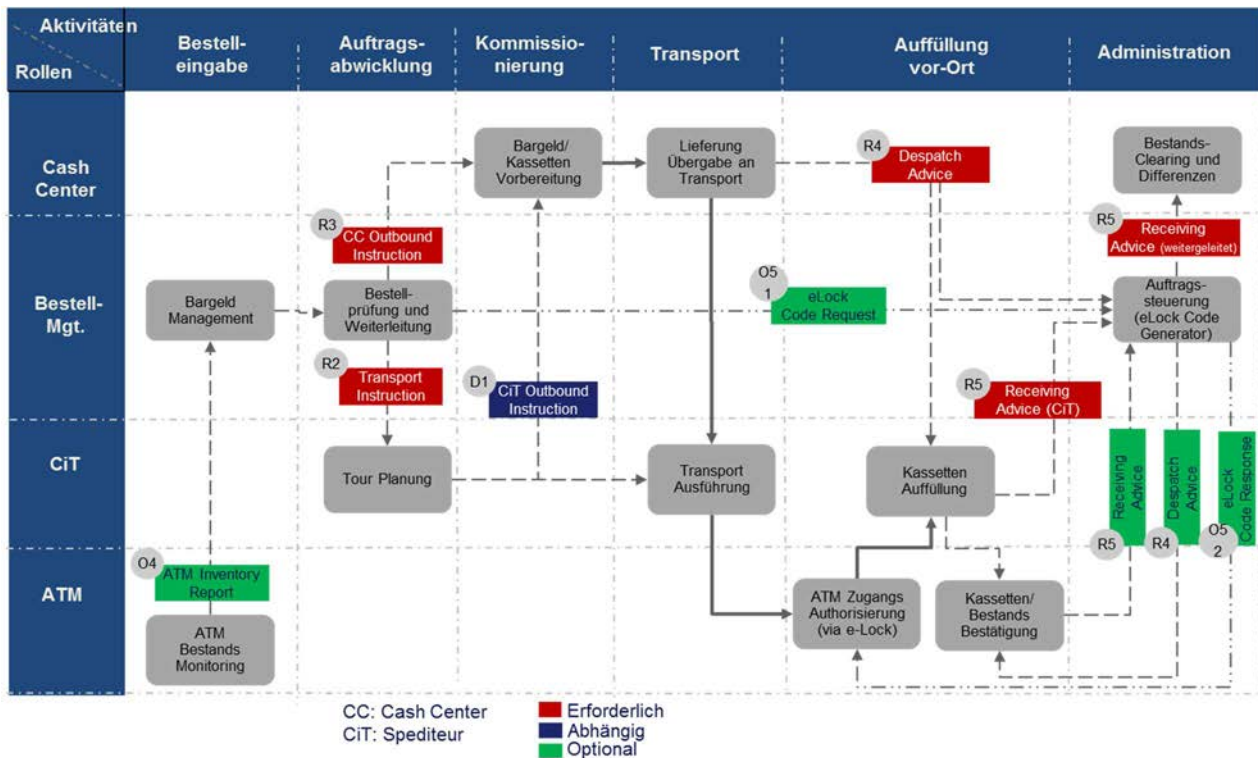 Aktivitäten
Rollen
Bestell-
eingabe
Auftrags-
abwicklung
Kommissio-
nierung
Transport
Auffüllung
vor-Ort
Administration
Cash
Center
Bargeld/
Kassetten
Vorbereitung
Lieferung
Übergabe an
Transport
R4
Despatch
Advice
Bestands-
Clearing und
Differenzen
R3
CC Outbound
Instruction
R5
Receiving
Advice (weitergeleitet)
Bestell-
Mgt.
Bargeld
Management
Bestell-
prüfung und
Weiterleitung
O5
1
eLock
Code Request
Auftrags-
steuerung
(eLock Code
Generator)
R2
Transport
Instruction
D1
CiT Outbound
Instruction
R5
Receiving
Advice (CiT)
CiT
Tour Planung
Transport
Ausführung
Kassetten
Auffüllung
Receiving
Advice
R5
Despatch
Advice
R4
eLock
Code Response
O5
2
ATM
O4
ATM Inventory
Report
ATM
Bestands
Monitoring
ATM Zugangs
Authorisierung
(via e-Lock)
Kassetten/
Bestands
Bestätigung
CC: Cash Center
CiT: Spediteur
Erforderlich
Abhängig
Optional